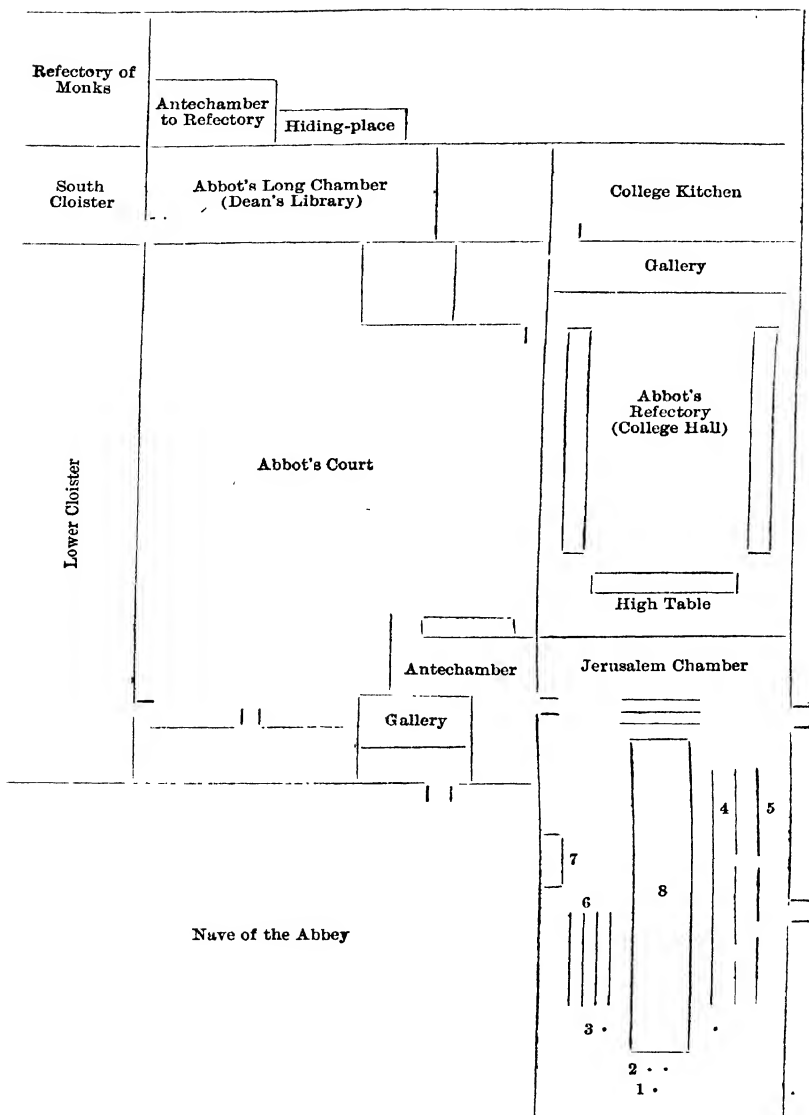 Refectory of
Monks
Antechamber
to Refectory
Hiding-place
South
Cloister
Abbot's Long Chamber
(Dean's Library)
College Kitchen
Gallery
Abbot's
Refectory
(College Hall)
Abbot's Court
Lower Cloister
High Table
Antechamber
Jerusalem Chamber
Gallery
4
5
7
8
6
Nave of the Abbey
3
2
1